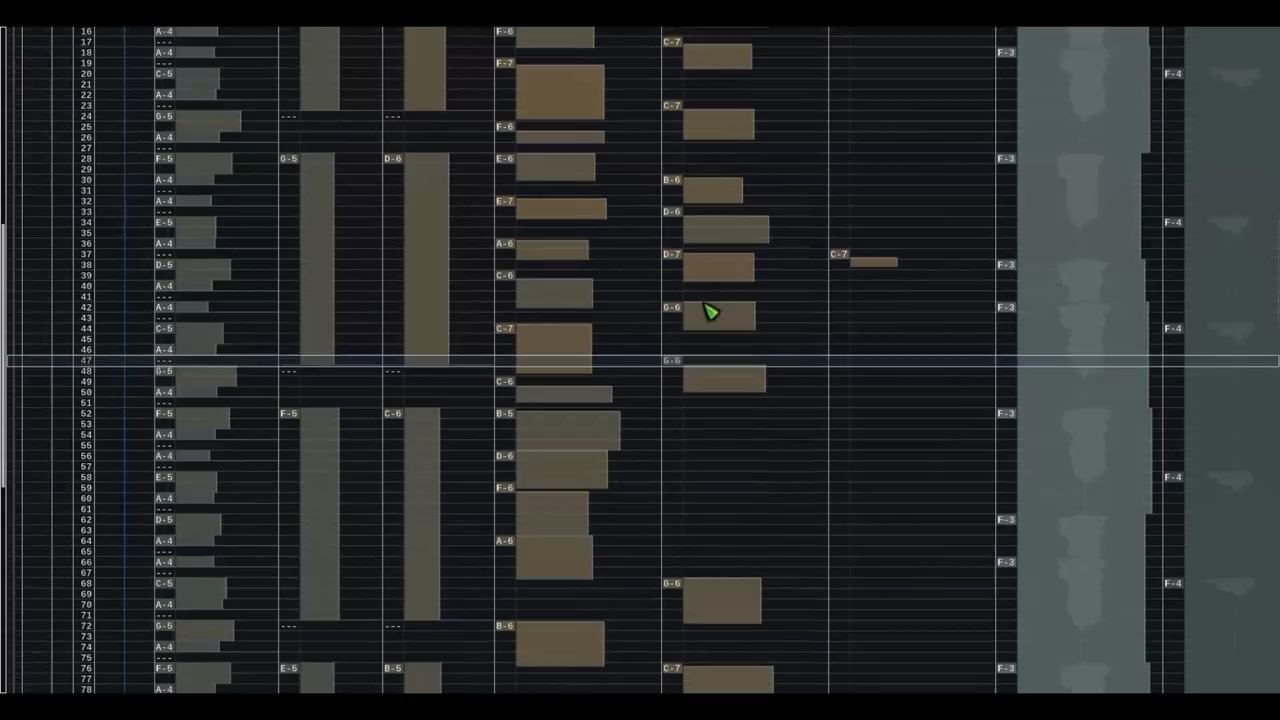 16 A-4 F-6
17 C-7
18 A-4 F-3
19 --- F-7
20 C-5 F-4
21
22 A-4
23 --- C-7
24 G-5 --- ---
25 F-6
26 A-4
27 ---
28 F-5 G-5 D-6 E-6 F-3
29
30 A-4 B-6
31 ---
32 A-4 E-7
33 --- D-6
34 E-5 F-4
35
36 A-4 A-6
37 --- D-7 C-7
38 D-5 F-3
39 C-6
40 A-4
41 ---
42 A-4 G-6 F-3
43 ---
44 C-5 C-7 F-4
45
46 A-4
47 --- G-6
48 G-5 --- ---
49 C-6
50 A-4
51 ---
52 F-5 F-5 C-6 B-5 F-3
53
54 A-4
55 ---
56 A-4 D-6
57 ---
58 E-5 F-4
59 F-6
60 A-4
61 ---
62 D-5 F-3
63
64 A-4 A-6
65 ---
66 A-4 F-3
67 ---
68 C-5 G-6 F-4
69
70 A-4
71 ---
72 G-5 --- --- B-6
73
74 A-4
75 ---
76 F-5 E-5 B-5 C-7 F-3
77
78 A-4